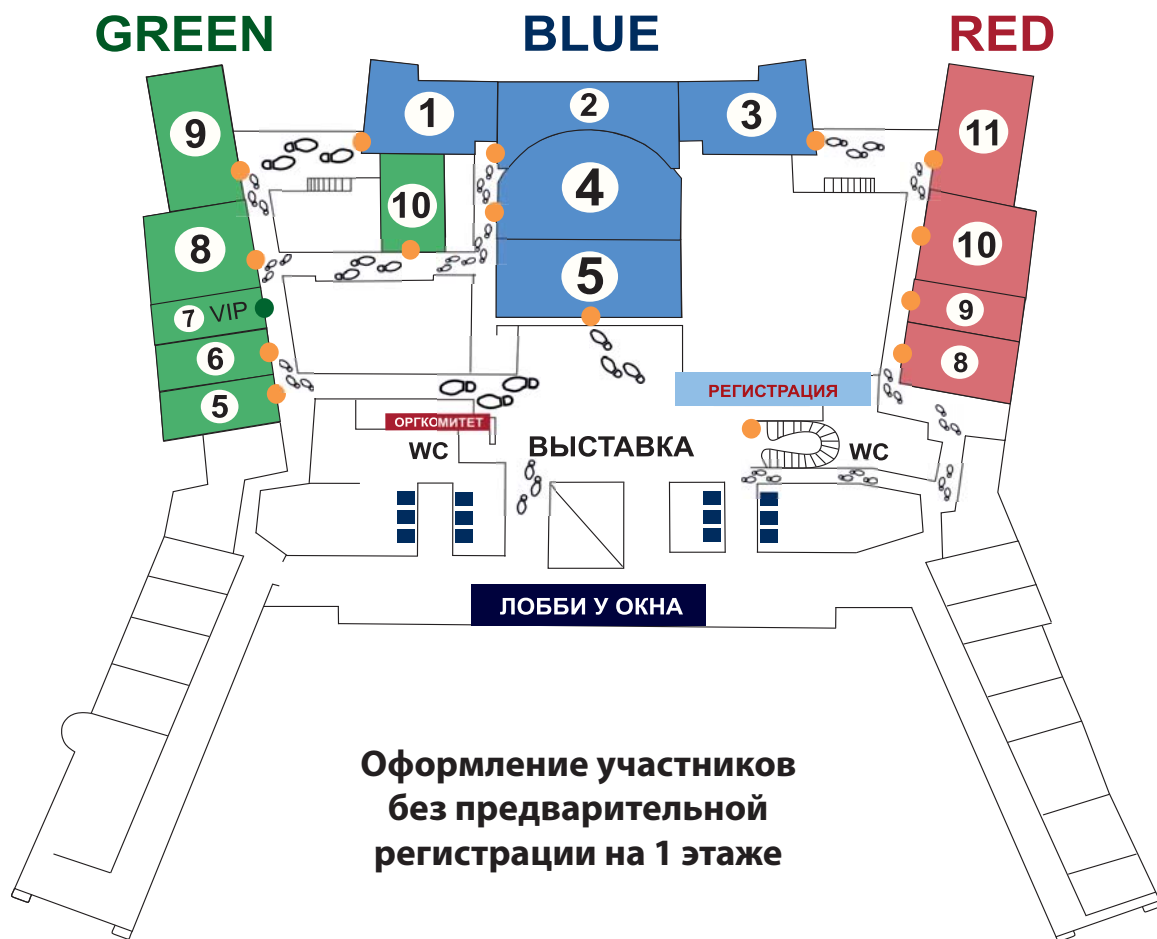 GREEN BLUE RED
1 2 3
9 11
4
10
8 10
5
7 VIP 9
6 8
5
РЕГИСТРАЦИЯ
ОРГКОМИТЕТ
WC ВЫСТАВКА WC
ЛОББИ У ОКНА
Оформление участников
без предварительной
регистрации на 1 этаже